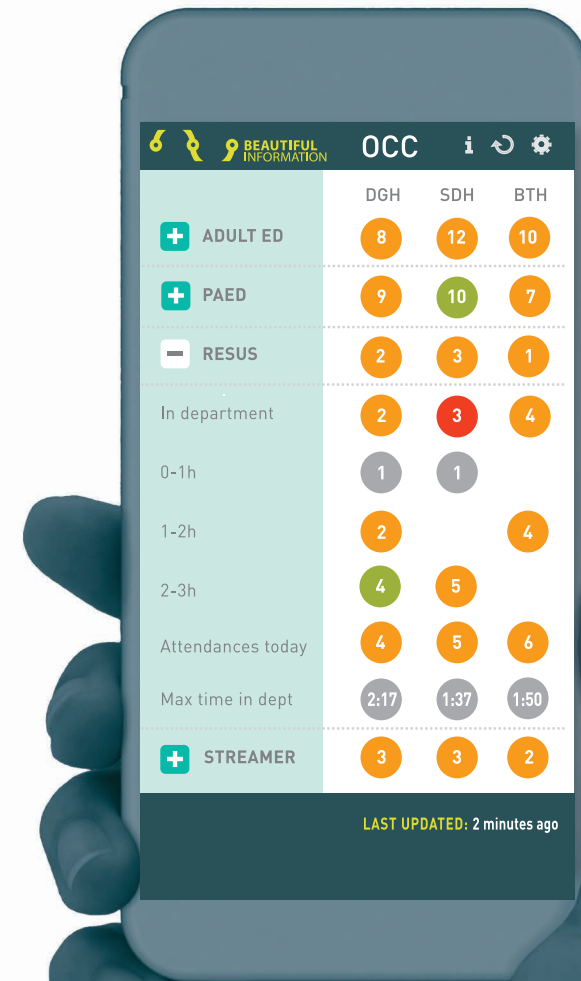 BEAUTIFUL
INFORMATION
OCC
i
DGH SDH BTH
ADULT ED 8 12 10
PAED 9 10 7
RESUS 2 3 1
In department 2 3 4
0-1h 1 1
1-2h 2 4
2-3h 4 5
Attendances today 4 5 6
Max time in dept 2:17 1:37 1:50
STREAMER 3 3 2
LAST UPDATED: 2 minutes ago